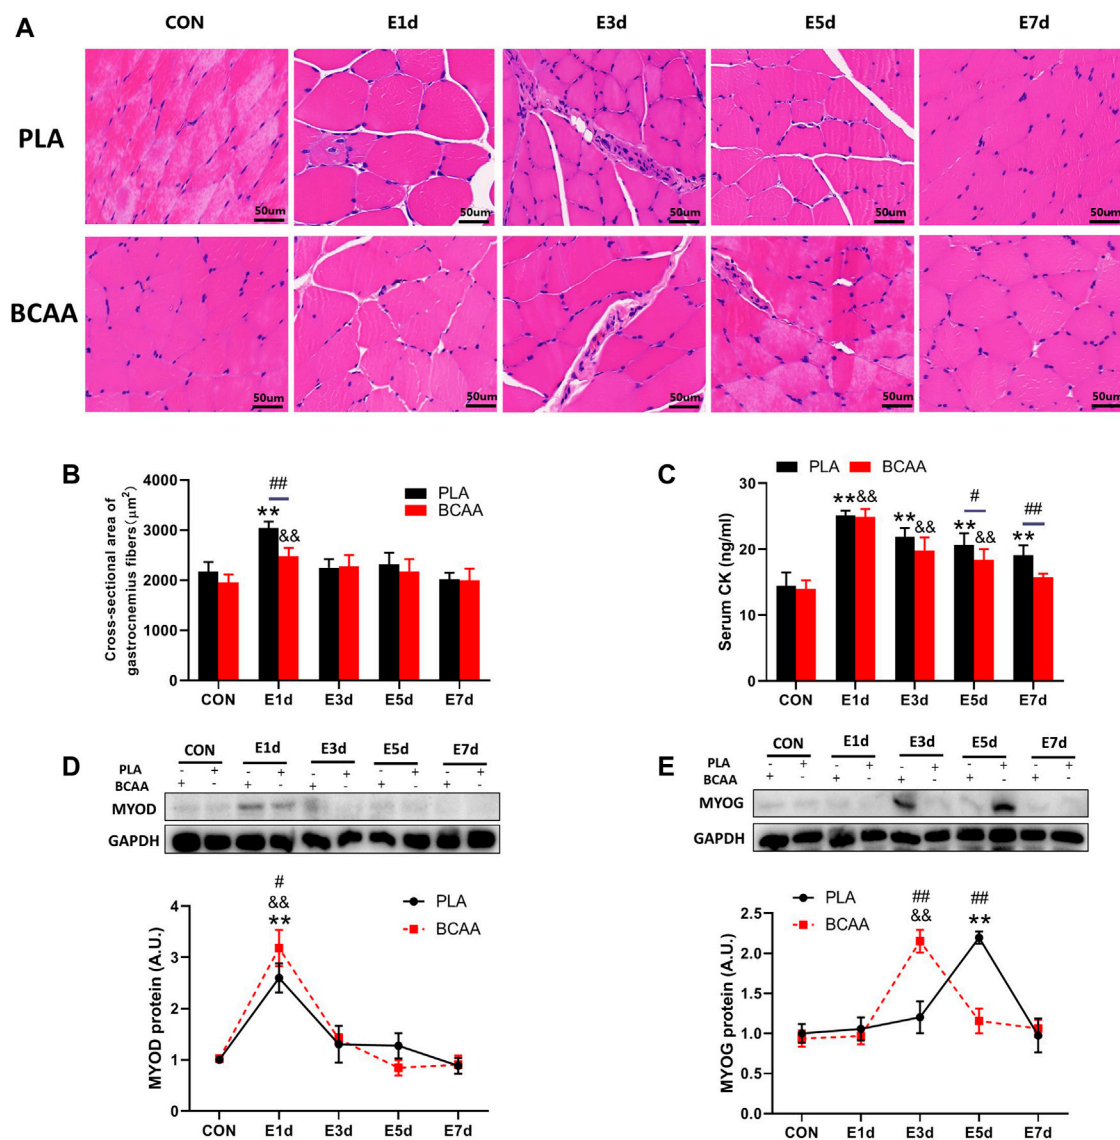 A
CON E1d E3d E5d E7d
PLA
50um 50um 50um 50um 50um
BCAA
50um 50um 50um 50um 50um
B
Cross-sectional area of
gastrocnemius fibers(μm²)
4000
3000
2000
1000
0
##
** &&
PLA
BCAA
CON E1d E3d E5d E7d
C
PLA BCAA
Serum CK (ng/ml)
30
20
10
0
** &&
** &&
#
** &&
##
**
CON E1d E3d E5d E7d
D
CON E1d E3d E5d E7d
PLA - + - + - + - + - +
BCAA + - + - + - + - + -
MYOD
GAPDH
MYOD protein (A.U.)
4
3
2
1
0
#
&&
**
PLA
BCAA
CON E1d E3d E5d E7d
E
CON E1d E3d E5d E7d
PLA - + - + - + - + - +
BCAA + - + - + - + - + -
MYOG
GAPDH
MYOG protein (A.U.)
2.5
2.0
1.5
1.0
0.5
0.0
PLA
BCAA
## ##
&& **
CON E1d E3d E5d E7d